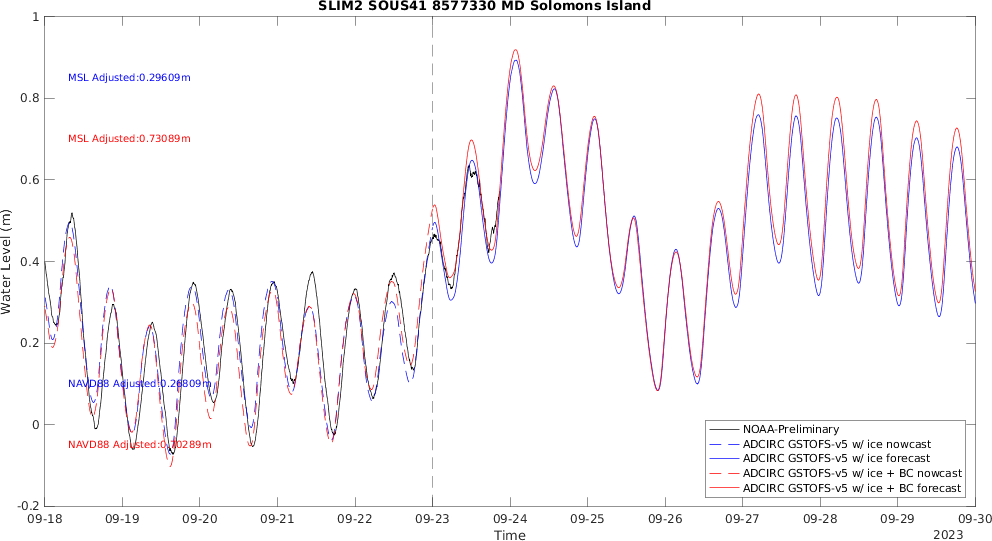 SLIM2 SOUS41 8577330 MD Solomons Island
1
0.8
0.6
0.4
0.2
0
-0.2
Water Level (m)
MSL Adjusted:0.29609m
MSL Adjusted:0.73089m
NAVD88 Adjusted:0.26809m
NAVD88 Adjusted:0.70289m
NOAA-Preliminary
ADCIRC GSTOFS-v5 w/ ice nowcast
ADCIRC GSTOFS-v5 w/ ice forecast
ADCIRC GSTOFS-v5 w/ ice + BC nowcast
ADCIRC GSTOFS-v5 w/ ice + BC forecast
09-18 09-19 09-20 09-21 09-22 09-23 09-24 09-25 09-26 09-27 09-28 09-29 09-30
Time
2023